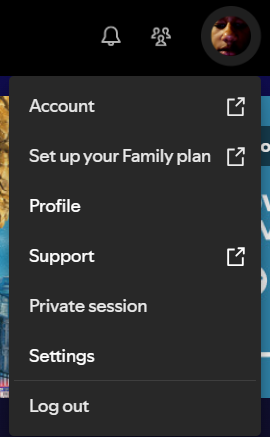 Account
Set up your Family plan
Profile
Support
Private session
Settings
Log out